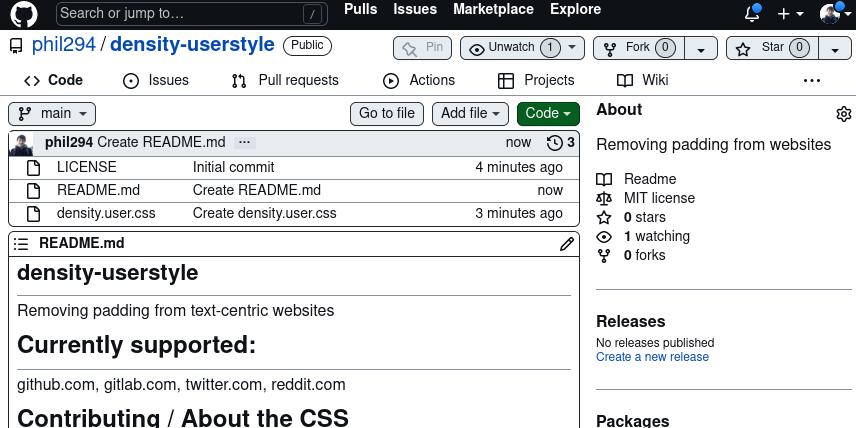 Search or jump to… /
Pulls Issues Marketplace Explore
phil294 / density-userstyle Public
Pin Unwatch 1 Fork 0 Star 0
Code Issues Pull requests Actions Projects Wiki ...
main Go to file Add file Code
phil294 Create README.md ... now 3
LICENSE Initial commit 4 minutes ago
README.md Create README.md now
density.user.css Create density.user.css 3 minutes ago
README.md
density-userstyle
Removing padding from text-centric websites
Currently supported:
github.com, gitlab.com, twitter.com, reddit.com
Contributing / About the CSS
About
Removing padding from websites
Readme
MIT license
0 stars
1 watching
0 forks
Releases
No releases published
Create a new release
Packages